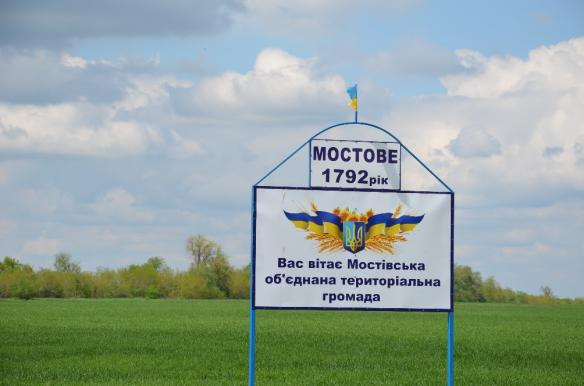 МОСТОВЕ
1792рік
Вас вітає Мостівська
об'єднана територіальна
громада